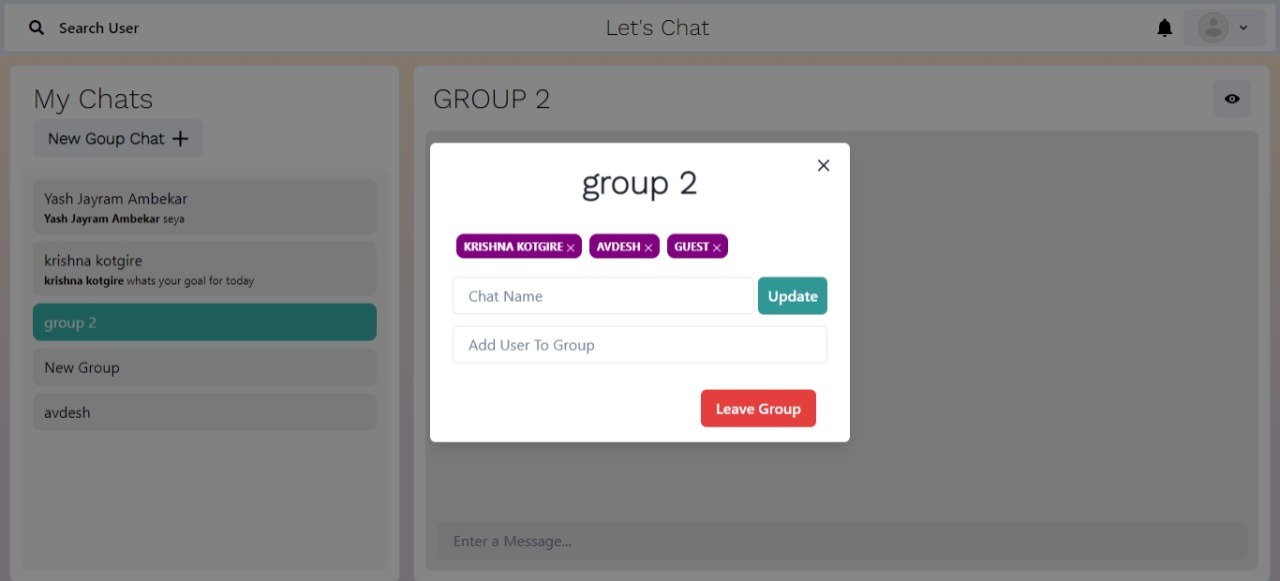 Search User
Let's Chat
My Chats
New Goup Chat
Yash Jayram Ambekar
Yash Jayram Ambekar seya
krishna kotgire
krishna kotgire whats your goal for today
group 2
New Group
avdesh
GROUP 2
group 2
KRISHNA KOTGIRE AVDESH GUEST
Chat Name Update
Add User To Group
Leave Group
Enter a Message...